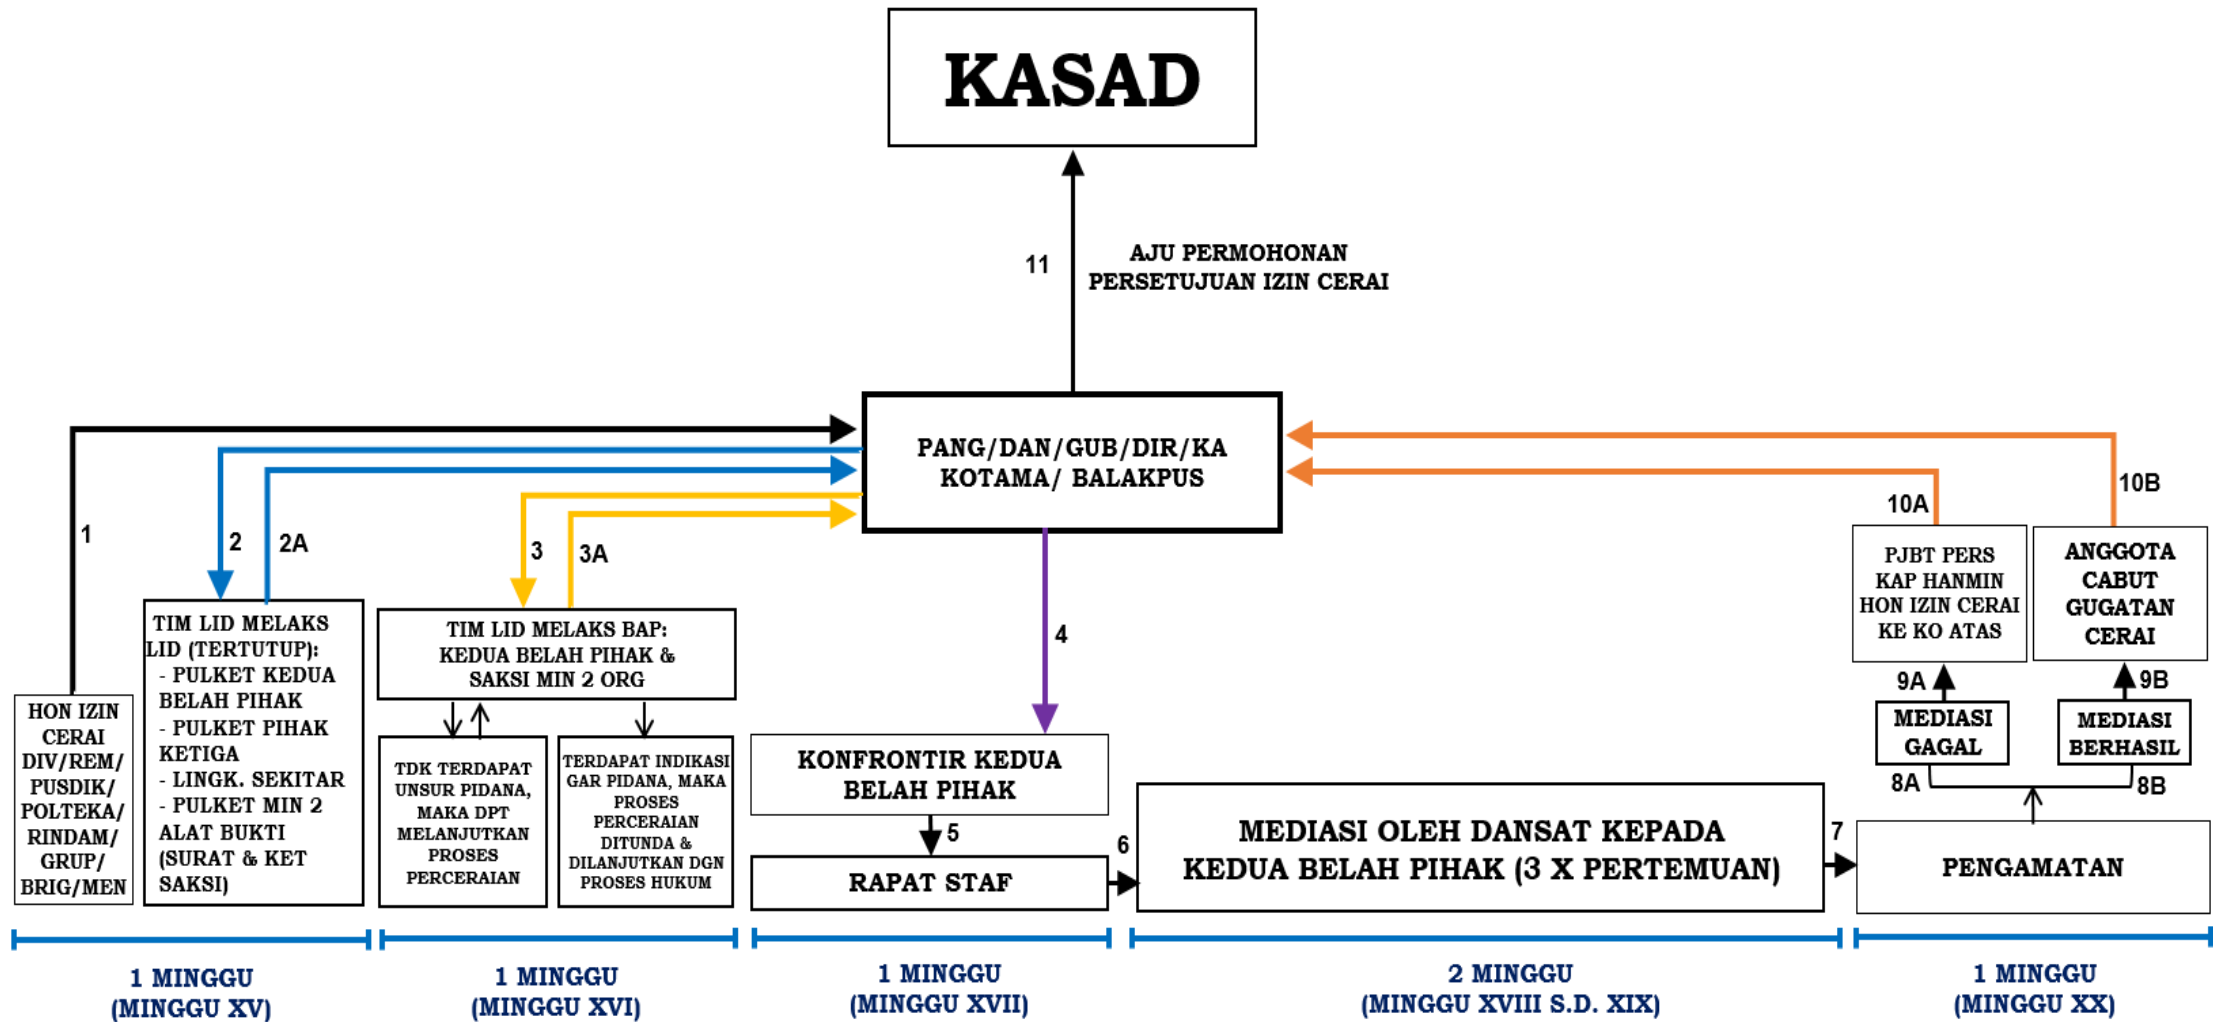 KASAD
11
AJU PERMOHONAN
PERSETUJUAN IZIN CERAI
PANG/DAN/GUB/DIR/KA
KOTAMA/ BALAKPUS
1
2
2A
3
3A
4
10A
10B
HON IZIN
CERAI
DIV/REM/
PUSDIK/
POLTEKA/
RINDAM/
GRUP/
BRIG/MEN
TIM LID MELAKS
LID (TERTUTUP):
- PULKET KEDUA
BELAH PIHAK
- PULKET PIHAK
KETIGA
- LINGK. SEKITAR
- PULKET MIN 2
ALAT BUKTI
(SURAT & KET
SAKSI)
TIM LID MELAKS BAP:
KEDUA BELAH PIHAK &
SAKSI MIN 2 ORG
TDK TERDAPAT
UNSUR PIDANA,
MAKA DPT
MELANJUTKAN
PROSES
PERCERAIAN
TERDAPAT INDIKASI
GAR PIDANA, MAKA
PROSES
PERCERAIAN
DITUNDA &
DILANJUTKAN DGN
PROSES HUKUM
KONFRONTIR KEDUA
BELAH PIHAK
5
RAPAT STAF
6
MEDIASI OLEH DANSAT KEPADA
KEDUA BELAH PIHAK (3 X PERTEMUAN)
7
PJBT PERS
KAP HANMIN
HON IZIN CERAI
KE KO ATAS
ANGGOTA
CABUT
GUGATAN
CERAI
9A
9B
MEDIASI
GAGAL
MEDIASI
BERHASIL
8A
8B
PENGAMATAN
1 MINGGU
(MINGGU XV)
1 MINGGU
(MINGGU XVI)
1 MINGGU
(MINGGU XVII)
2 MINGGU
(MINGGU XVIII S.D. XIX)
1 MINGGU
(MINGGU XX)